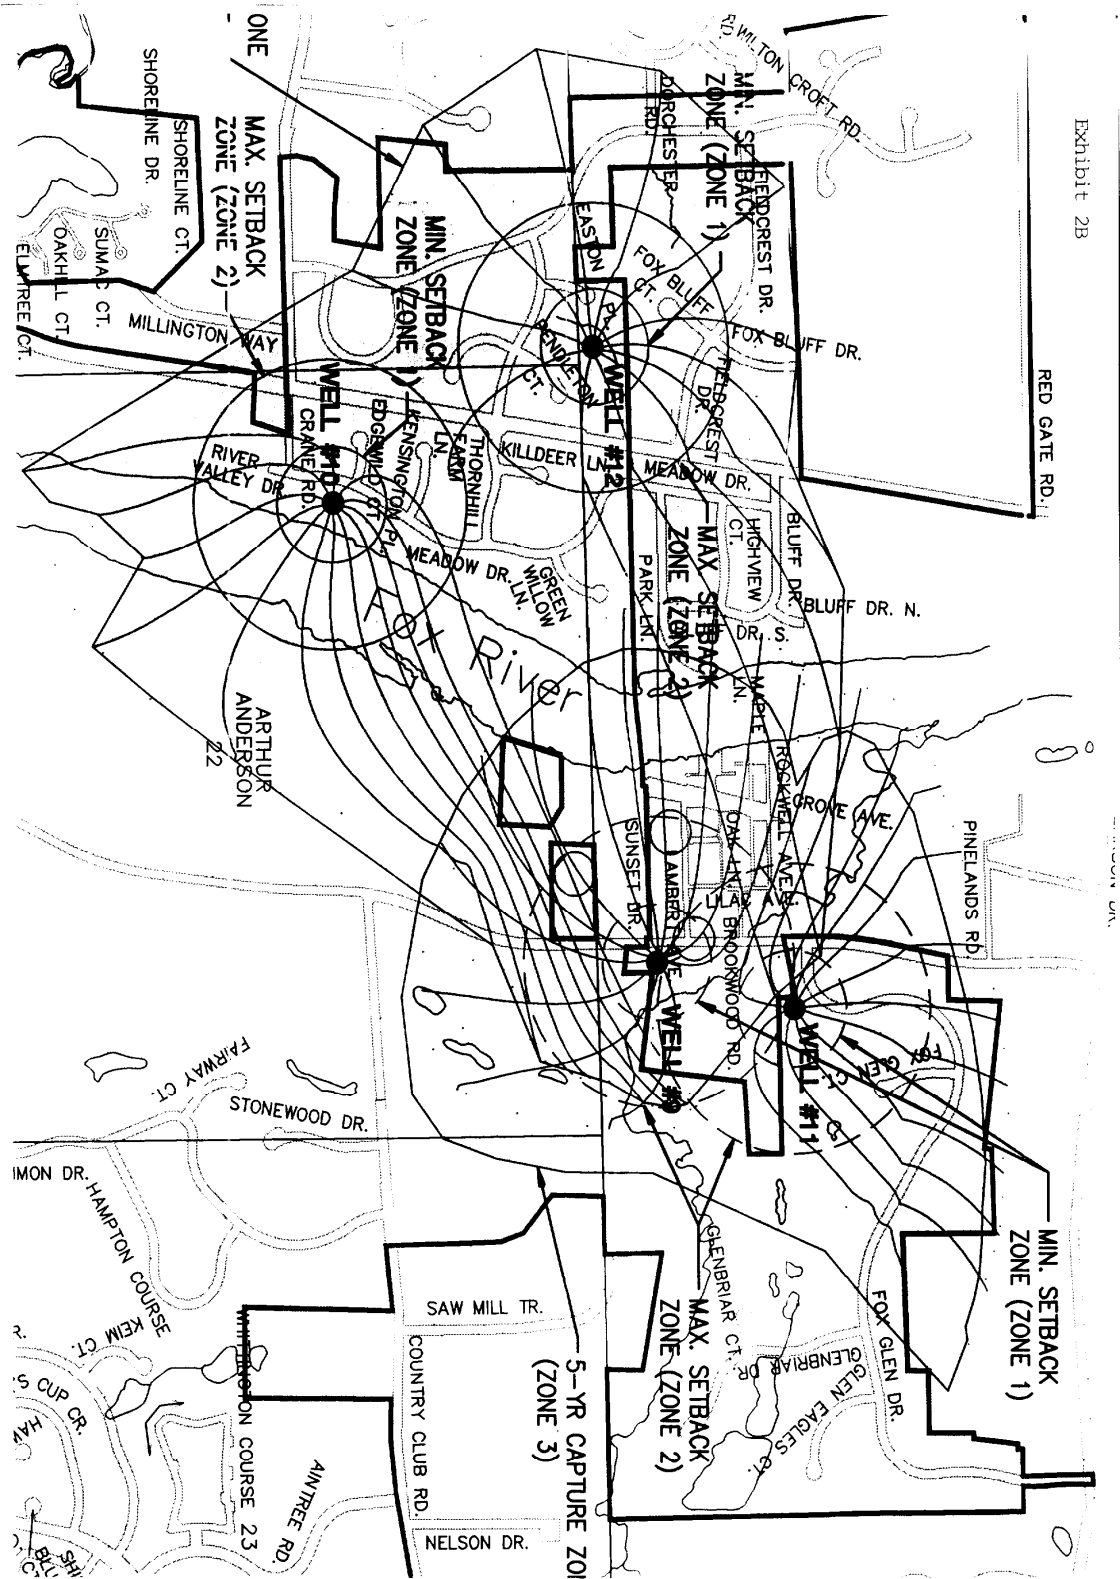 Exhibit 2B
RED GATE RD.
WILTON CROFT RD.
MIN. SETBACK
ZONE (ZONE 1)
DORCHESTER
RD.
FIELDCREST DR.
FOX BLUFF
CT.
FOX BLUFF DR.
EASTON
PL.
PENDLETON
CT.
FIELDCREST
DR.
WELL #12
KILLDEER LN.
MEADOW DR.
ONE
MAX. SETBACK
ZONE (ZONE 2)
MIN. SETBACK
ZONE (ZONE 1)
SHORELINE DR.
SHORELINE CT.
SUMAC CT.
OAKHILL CT.
ELMTREE CT.
MILLINGTON WAY
WELL #10
CRANE RD.
EDGEWILD CT
KENSINGTON PL.
THORNHILL
FARM
LN.
RIVER
VALLEY DR.
MEADOW DR.
GREEN
WILLOW
LN.
Fox River
PARK LN.
MAX SETBACK
ZONE (ZONE 2)
HIGHVIEW
CT.
BLUFF DR.
BLUFF DR. N.
DR. S.
MAPLE
LN.
ROCKWELL AVE.
GROVE AVE.
OAK LN.
LILAC AVE.
SUNSET DR.
LAMBERT AVE
BROOKWOOD RD.
PINELANDS RD.
ARTHUR
ANDERSON
22
WELL #9
WELL #11
FOX GLEN CT.
MIN. SETBACK
ZONE (ZONE 1)
MAX. SETBACK
ZONE (ZONE 2)
5-YR CAPTURE ZON
(ZONE 3)
GLENBRIAR CT.
GLENBRIAR DR
GLEN EAGLES CT.
FOX GLEN DR.
FAIRWAY CT.
STONEWOOD DR.
IMON DR.
HAMPTON COURSE
KEIM CT.
WHITTINGTON COURSE 23
SAW MILL TR.
COUNTRY CLUB RD.
NELSON DR.
AINTREE RD.
'S CUP CR.